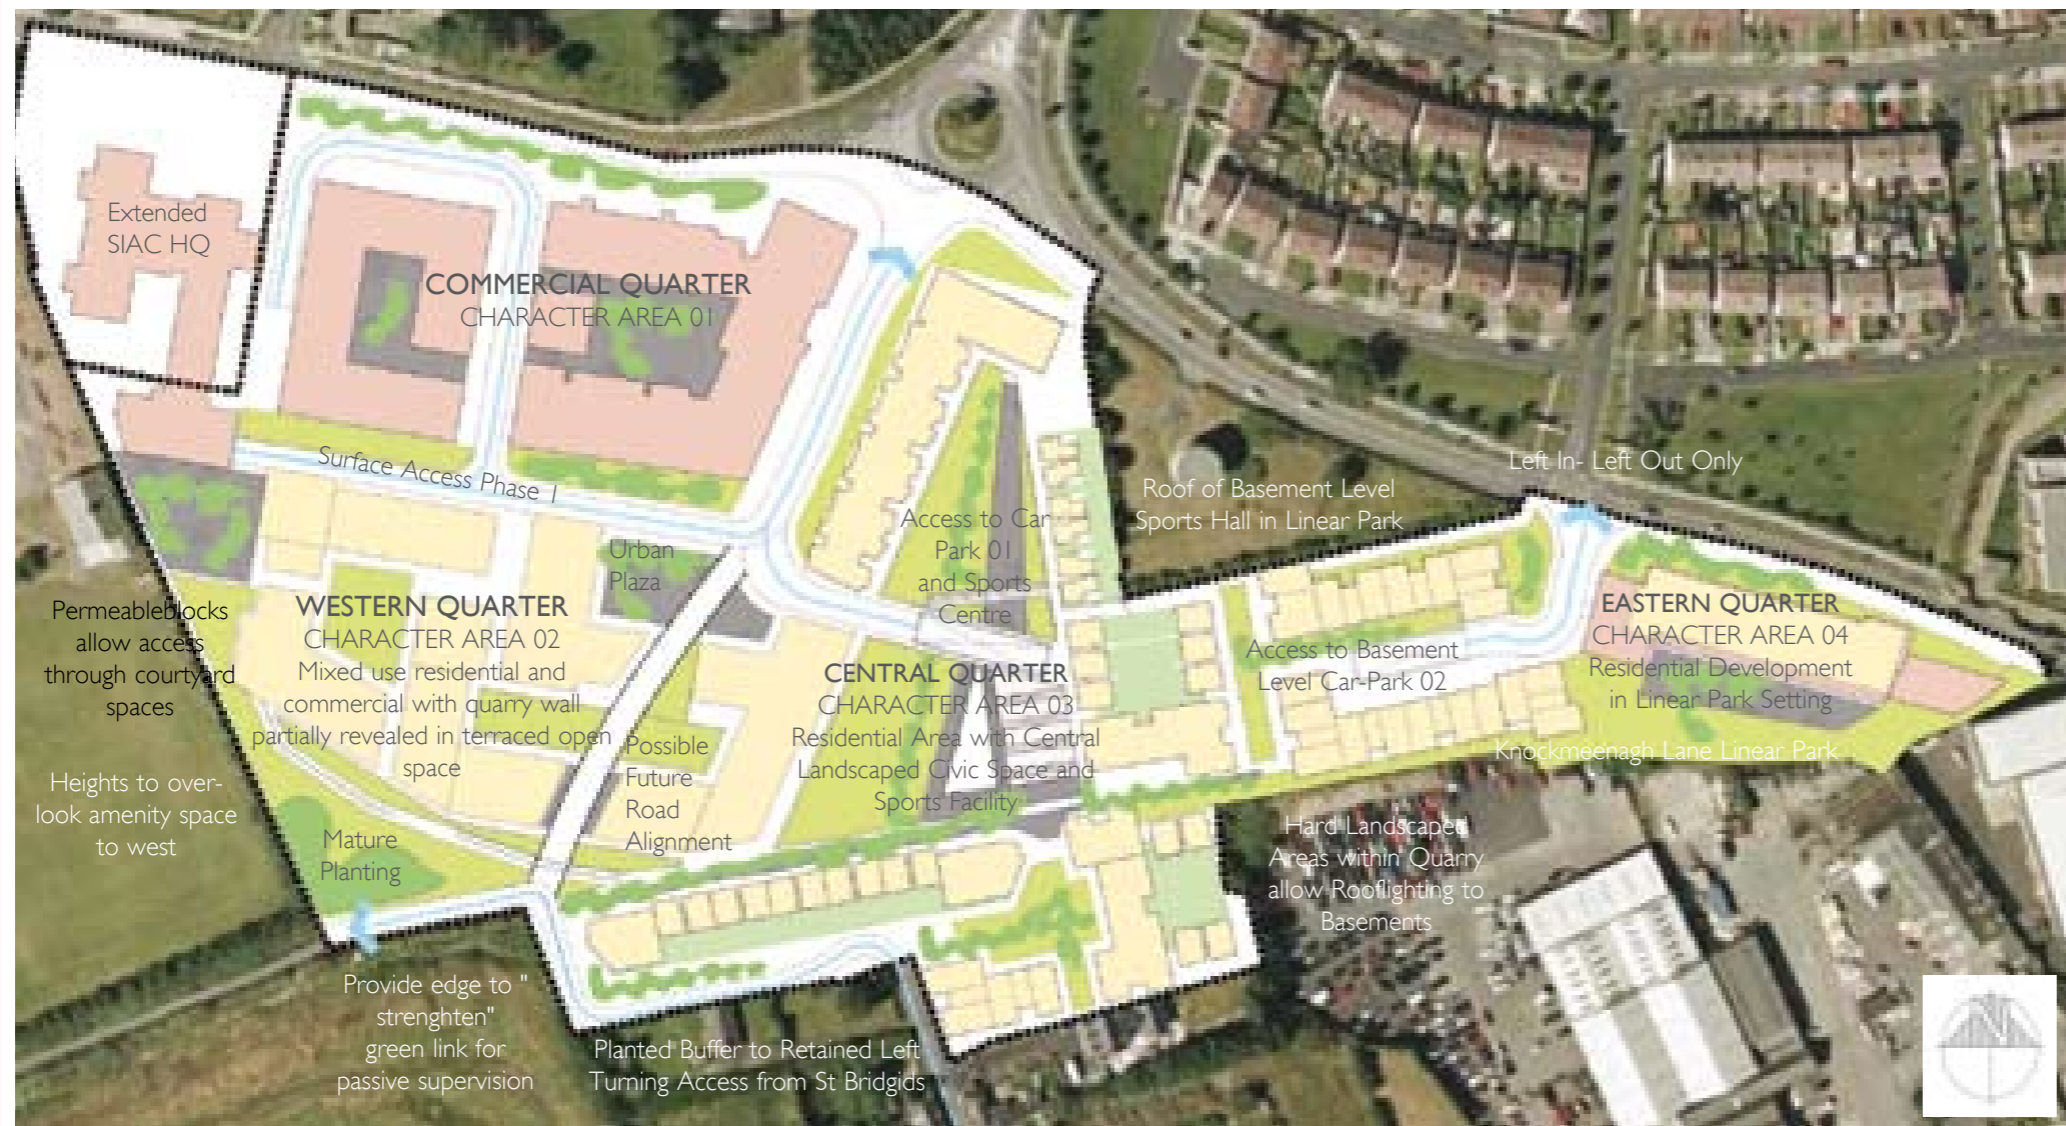 Extended
SIAC HQ
COMMERCIAL QUARTER
CHARACTER AREA 01
Surface Access Phase 1
Left In- Left Out Only
Roof of Basement Level
Sports Hall in Linear Park
Access to Car
Park 01
and Sports
Centre
Urban
Plaza
Permeableblocks
allow access
through courtyard
spaces
WESTERN QUARTER
CHARACTER AREA 02
Mixed use residential and
commercial with quarry wall
partially revealed in terraced open
space
EASTERN QUARTER
CHARACTER AREA 04
Residential Development
in Linear Park Setting
Access to Basement
Level Car-Park 02
CENTRAL QUARTER
CHARACTER AREA 03
Residential Area with Central
Landscaped Civic Space and
Sports Facility
Possible
Future
Road
Alignment
Knockmeenagh Lane Linear Park
Heights to over-
look amenity space
to west
Mature
Planting
Hard Landscaped
Areas within Quarry
allow Rooflighting to
Basements
Provide edge to "
strenghten"
green link for
passive supervision
Planted Buffer to Retained Left
Turning Access from St Bridgids
N